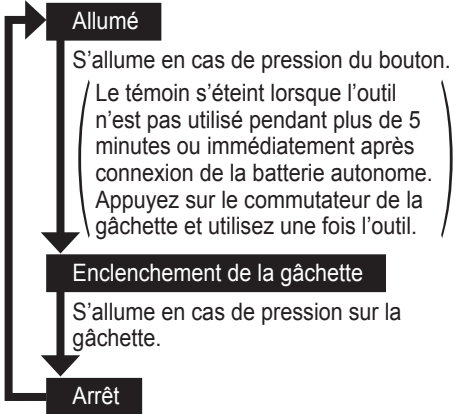 Allumé
S’allume en cas de pression du bouton.
Le témoin s’éteint lorsque l’outil
n’est pas utilisé pendant plus de 5
minutes ou immédiatement après
connexion de la batterie autonome.
Appuyez sur le commutateur de la
gâchette et utilisez une fois l’outil.
Enclenchement de la gâchette
S’allume en cas de pression sur la
gâchette.
Arrêt